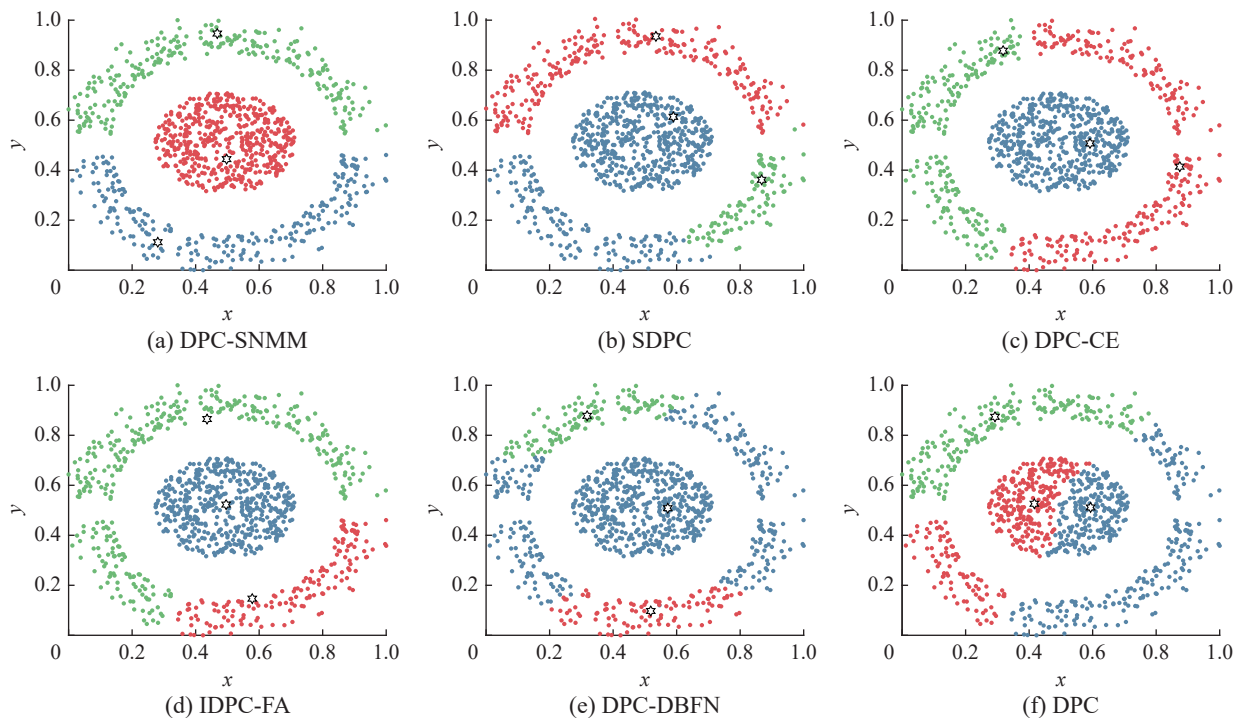 1.0
0.8
0.6
y
0.4
0.2
0 0.2 0.4 0.6 0.8 1.0
x
(a) DPC-SNMM
1.0
0.8
0.6
y
0.4
0.2
0 0.2 0.4 0.6 0.8 1.0
x
(b) SDPC
1.0
0.8
0.6
y
0.4
0.2
0 0.2 0.4 0.6 0.8 1.0
x
(c) DPC-CE
1.0
0.8
0.6
y
0.4
0.2
0 0.2 0.4 0.6 0.8 1.0
x
(d) IDPC-FA
1.0
0.8
0.6
y
0.4
0.2
0 0.2 0.4 0.6 0.8 1.0
x
(e) DPC-DBFN
1.0
0.8
0.6
y
0.4
0.2
0 0.2 0.4 0.6 0.8 1.0
x
(f) DPC